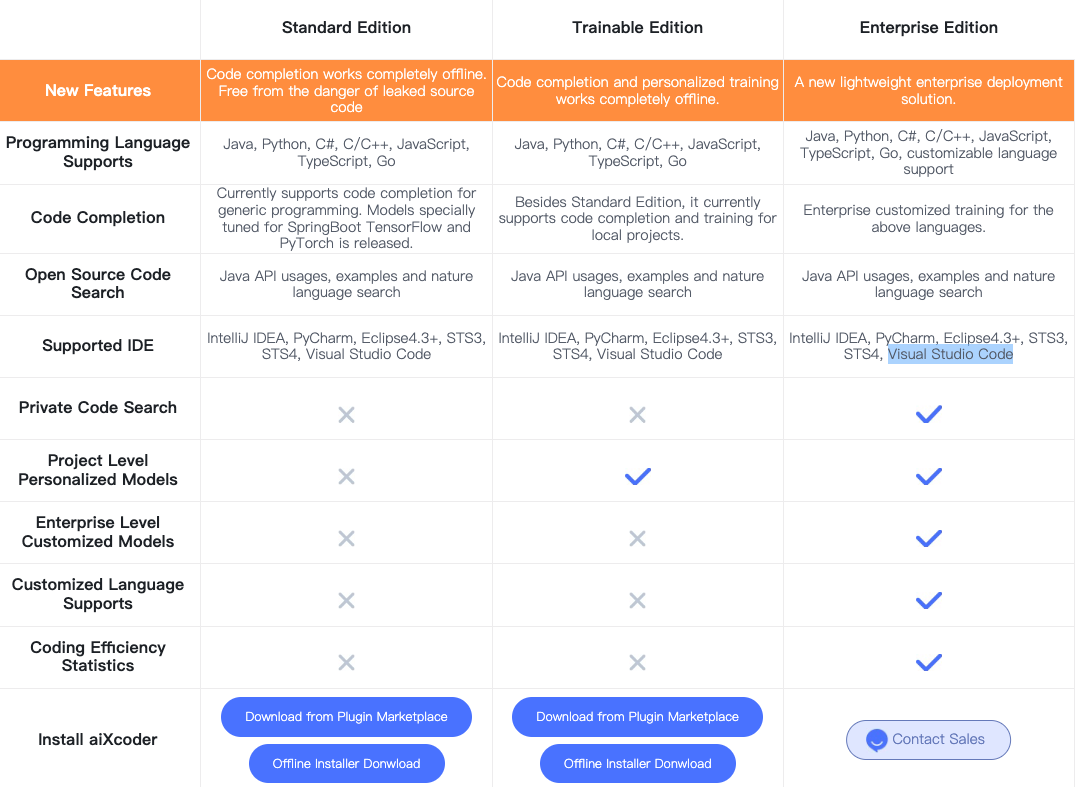 Standard Edition
Trainable Edition
Enterprise Edition
New Features
Code completion works completely offline.
Free from the danger of leaked source
code
Code completion and personalized training
works completely offline.
A new lightweight enterprise deployment
solution.
Programming Language
Supports
Java, Python, C#, C/C++, JavaScript,
TypeScript, Go
Java, Python, C#, C/C++, JavaScript,
TypeScript, Go
Java, Python, C#, C/C++, JavaScript,
TypeScript, Go, customizable language
support
Code Completion
Currently supports code completion for
generic programming. Models specially
tuned for SpringBoot TensorFlow and
PyTorch is released.
Besides Standard Edition, it currently
supports code completion and training for
local projects.
Enterprise customized training for the
above languages.
Open Source Code
Search
Java API usages, examples and nature
language search
Java API usages, examples and nature
language search
Java API usages, examples and nature
language search
Supported IDE
IntelliJ IDEA, PyCharm, Eclipse4.3+, STS3,
STS4, Visual Studio Code
IntelliJ IDEA, PyCharm, Eclipse4.3+, STS3,
STS4, Visual Studio Code
IntelliJ IDEA, PyCharm, Eclipse4.3+, STS3,
STS4, Visual Studio Code
Private Code Search
Project Level
Personalized Models
Enterprise Level
Customized Models
Customized Language
Supports
Coding Efficiency
Statistics
Install aiXcoder
Download from Plugin Marketplace
Offline Installer Donwload
Download from Plugin Marketplace
Offline Installer Donwload
Contact Sales